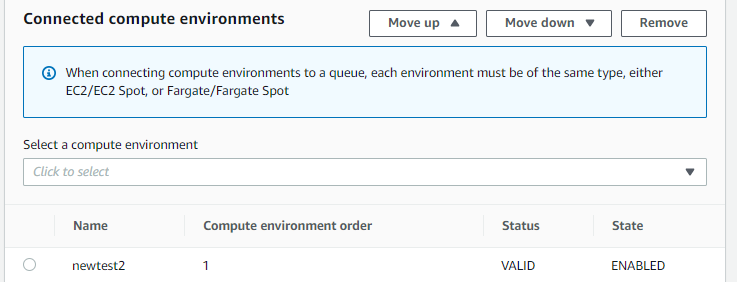 Connected compute environments
Move up
Move down
Remove
When connecting compute environments to a queue, each environment must be of the same type, either
EC2/EC2 Spot, or Fargate/Fargate Spot
Select a compute environment
Click to select
Name Compute environment order Status State
newtest2 1 VALID ENABLED